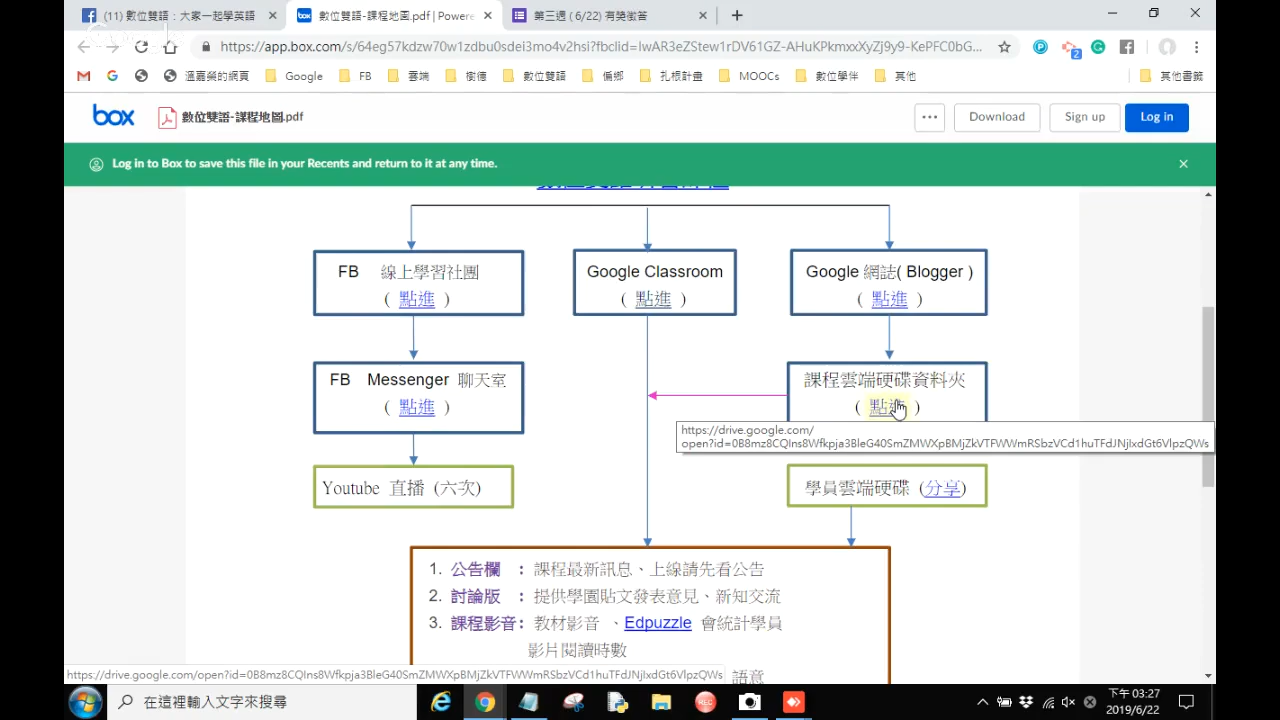 (11) 數位雙語：大家一起學英語
數位雙語-課程地圖.pdf | Powere
第三週 ( 6/22) 有獎徵答
https://app.box.com/s/64eg57kdzw70w1zdbu0sdei3mo4v2hsi?fbclid=IwAR3eZStew1rDV61GZ-AHuKPkmxxXyZj9y9-KePFC0bG...
2
溫嘉榮的網頁
Google
FB
雲端
樹德
數位雙語
偏鄉
扎根計畫
MOOCs
數位學伴
其他
其他書籤
box
數位雙語-課程地圖.pdf
Download
Sign up
Log in
Log in to Box to save this file in your Recents and return to it at any time.
FB 線上學習社團
( 點進 )
Google Classroom
( 點進 )
Google 網誌( Blogger )
( 點進 )
FB Messenger 聊天室
( 點進 )
課程雲端硬碟資料夾
( 點進 )
https://drive.google.com/
open?id=0B8mz8CQIns8Wfkpja3BleG40SmZMWXpBMjZkVTFWWmRSbzVCd1huTFdJNjlxdGt6VlpzQWs
Youtube 直播 (六次)
學員雲端硬碟 (分享)
1. 公告欄 ：課程最新訊息、上線請先看公告
2. 討論版 ：提供學園貼文發表意見、新知交流
3. 課程影音：教材影音 、Edpuzzle 會統計學員
影片閱讀時數
語意
https://drive.google.com/open?id=0B8mz8CQIns8Wfkpja3BleG40SmZMWXpBMjZkVTFWWmRSbzVCd1huTFdJNjlxdGt6VlpzQWs
在這裡輸入文字來搜尋
REC
下午 03:27
2019/6/22